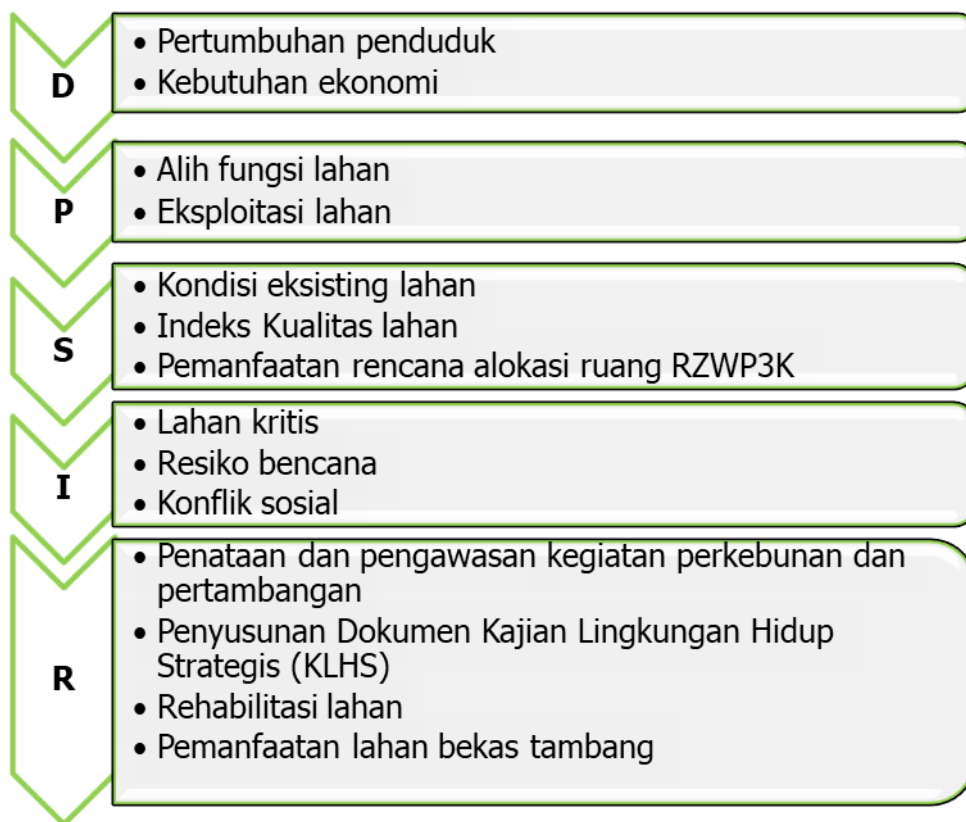 D
• Pertumbuhan penduduk
• Kebutuhan ekonomi
P
• Alih fungsi lahan
• Eksploitasi lahan
S
• Kondisi eksisting lahan
• Indeks Kualitas lahan
• Pemanfaatan rencana alokasi ruang RZWP3K
I
• Lahan kritis
• Resiko bencana
• Konflik sosial
R
• Penataan dan pengawasan kegiatan perkebunan dan
pertambangan
• Penyusunan Dokumen Kajian Lingkungan Hidup
Strategis (KLHS)
• Rehabilitasi lahan
• Pemanfaatan lahan bekas tambang